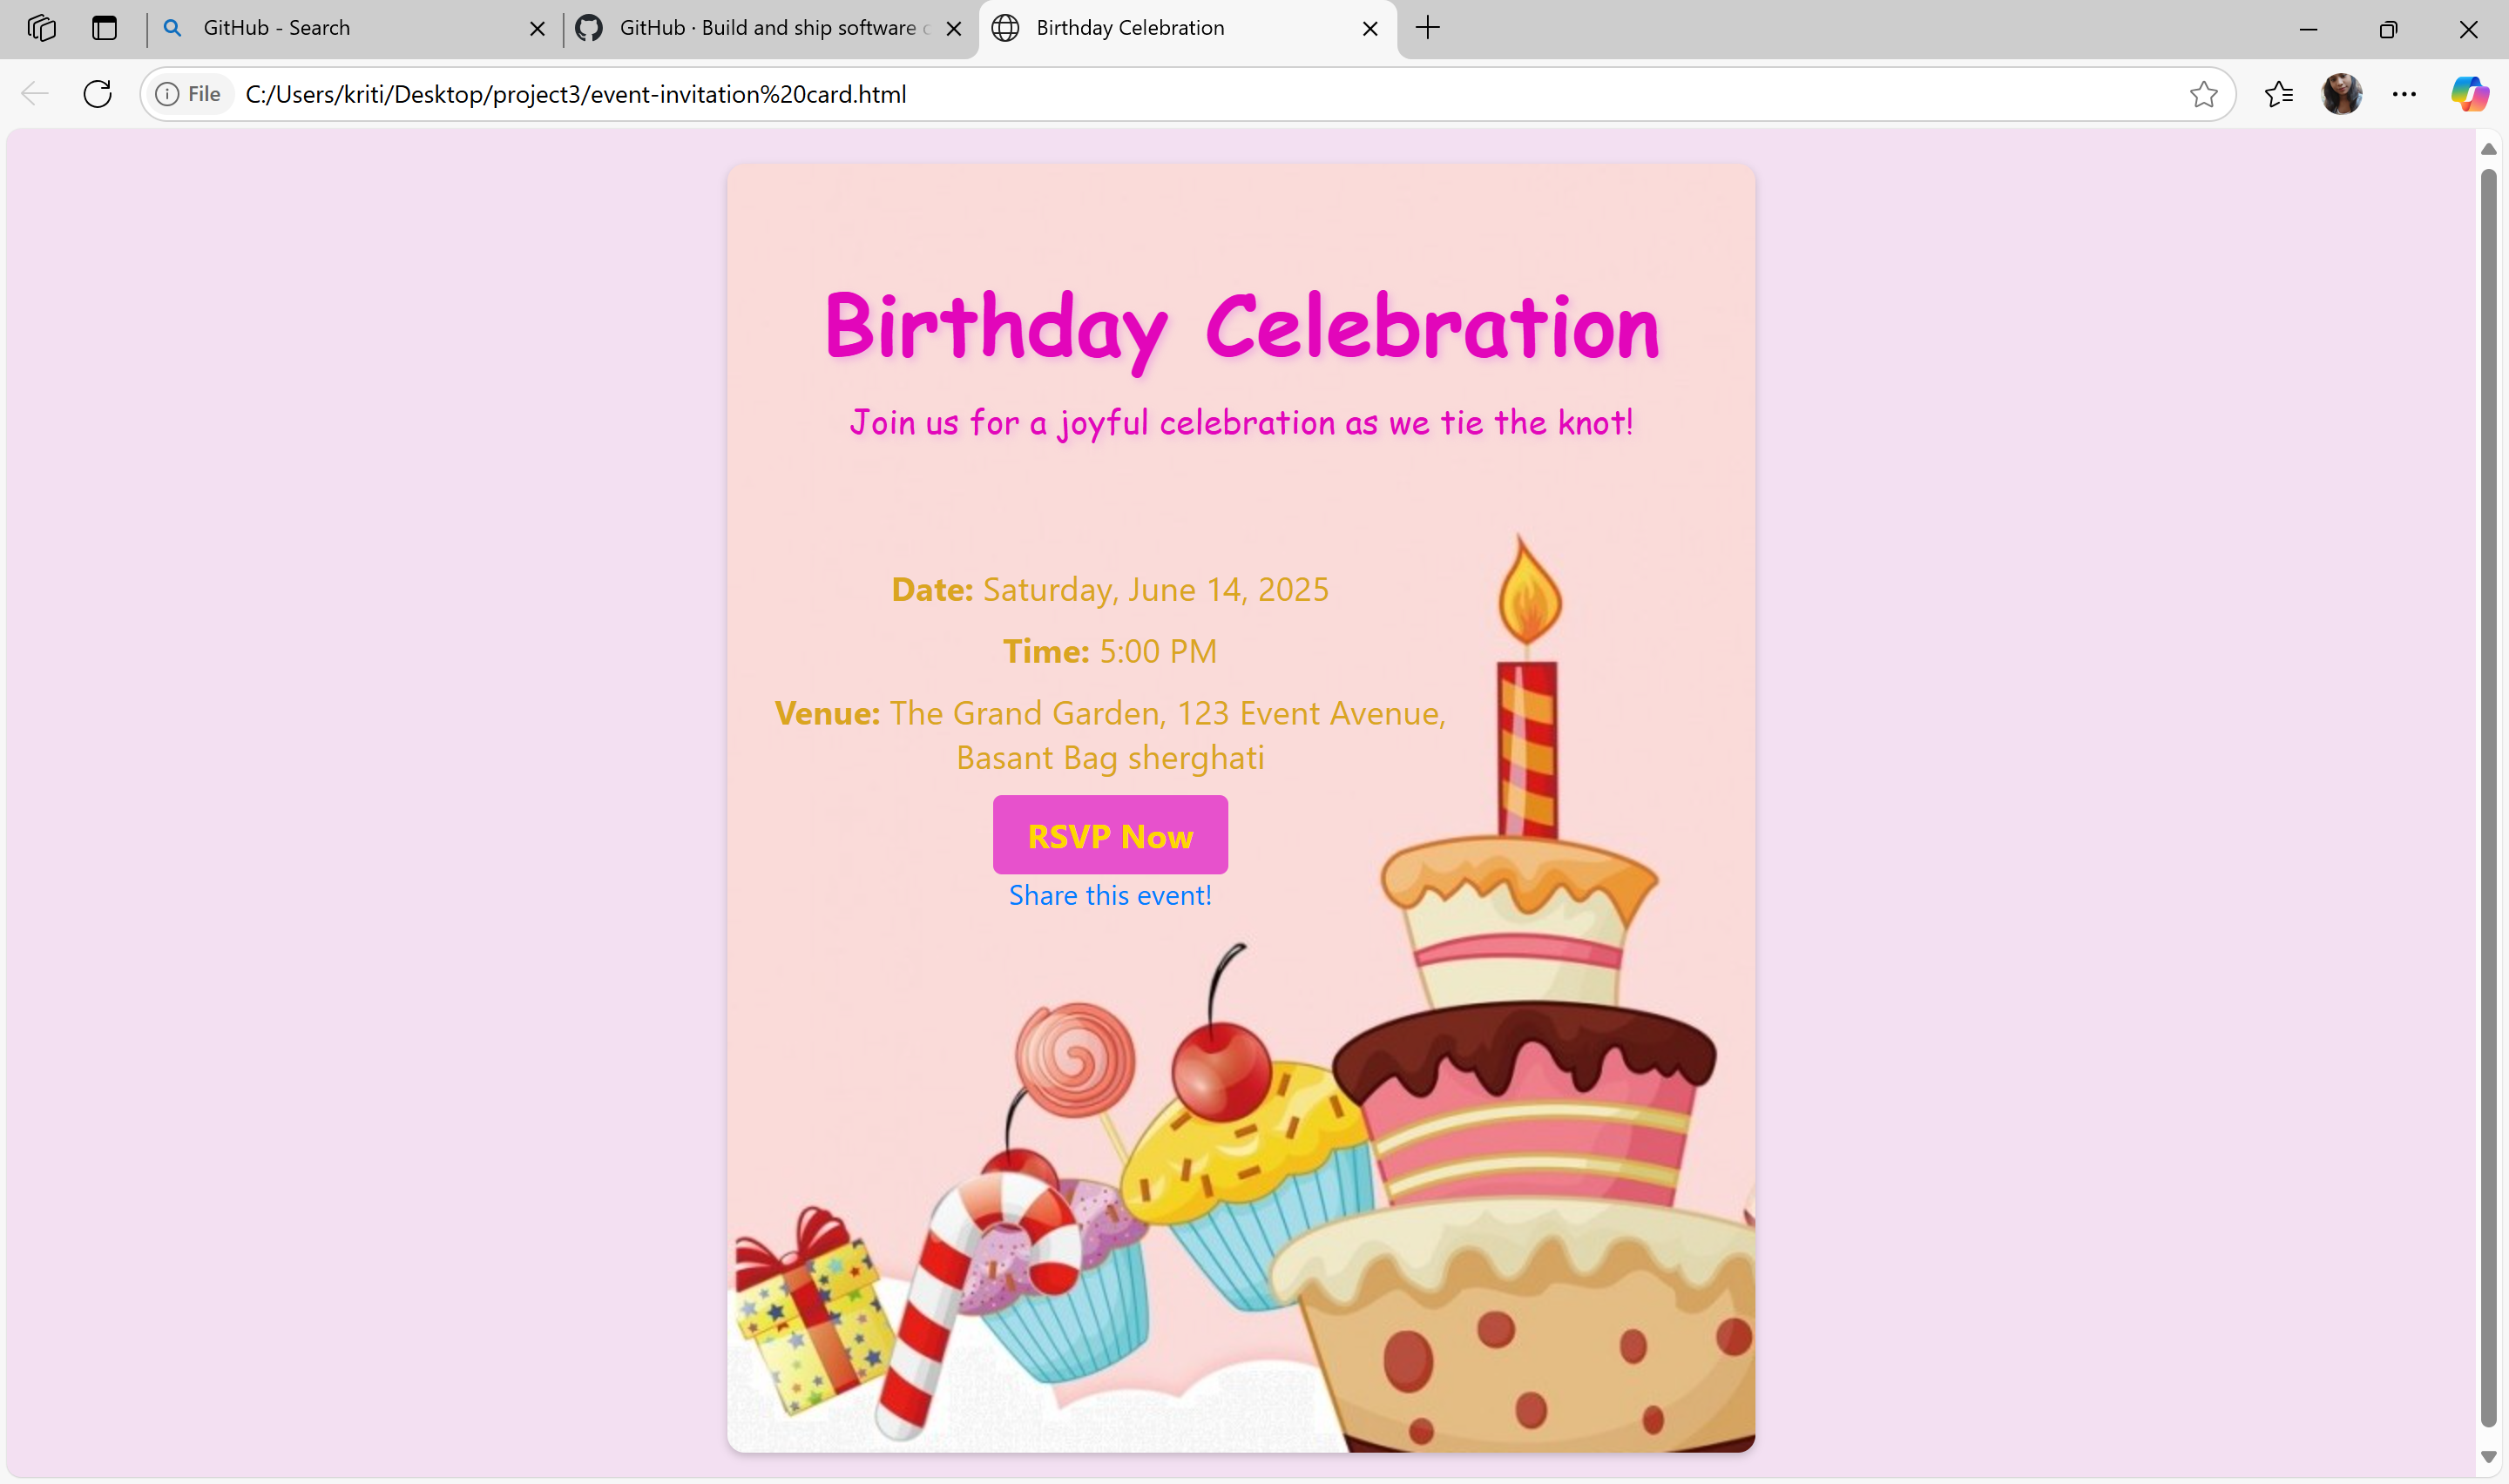 GitHub - Search
GitHub · Build and ship software
Birthday Celebration
File
C:/Users/kriti/Desktop/project3/event-invitation%20card.html
Birthday Celebration
Join us for a joyful celebration as we tie the knot!
Date: Saturday, June 14, 2025
Time: 5:00 PM
Venue: The Grand Garden, 123 Event Avenue,
Basant Bag sherghati
RSVP Now
Share this event!